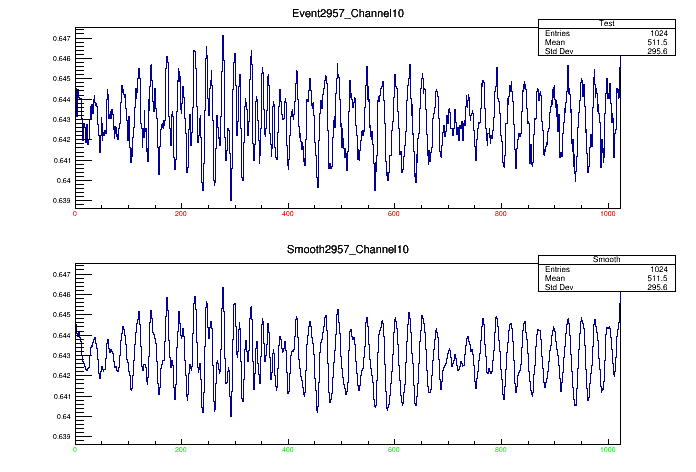 Event2957_Channel10
Test
Entries 1024
Mean 511.5
Std Dev 295.6
0.647
0.646
0.645
0.644
0.643
0.642
0.641
0.64
0.639
0 200 400 600 800 1000
Smooth2957_Channel10
Smooth
Entries 1024
Mean 511.5
Std Dev 295.6
0.647
0.646
0.645
0.644
0.643
0.642
0.641
0.64
0.639
0 200 400 600 800 1000